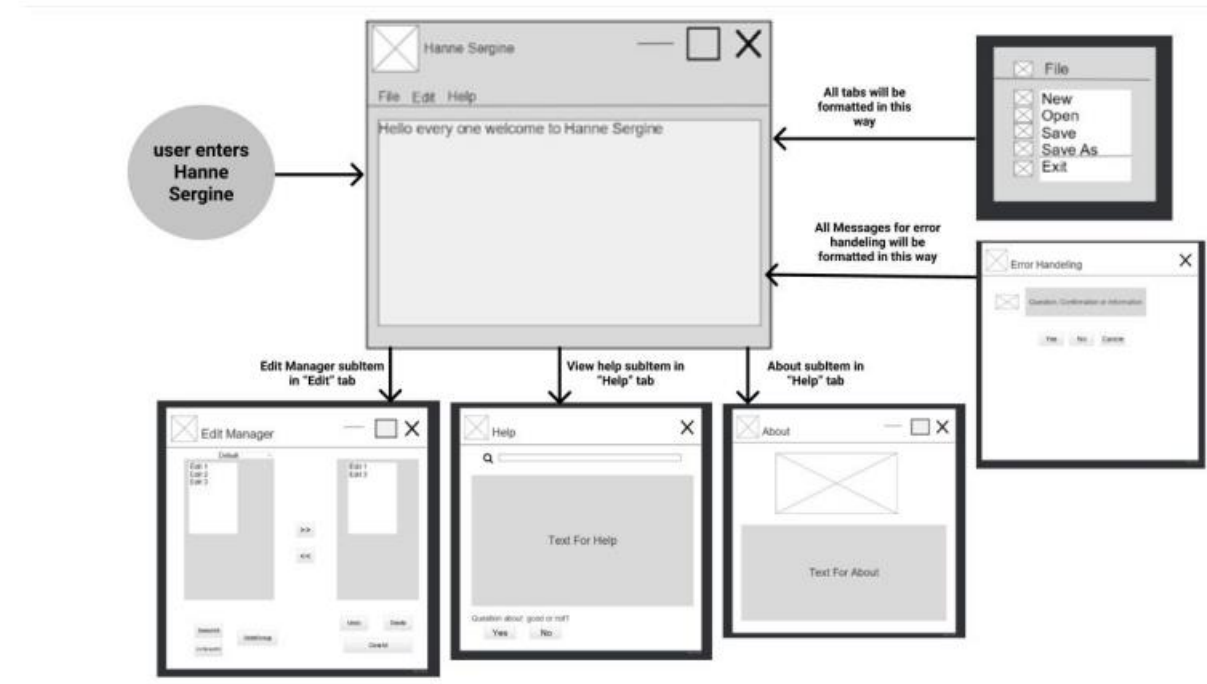 user enters
Hanne
Sergine
Hanne Sergine
File Edit Help
Hello every one welcome to Hanne Sergine
All tabs will be
formatted in this
way
File
New
Open
Save
Save As
Exit
All Messages for error
handeling will be
formatted in this way
Error Handeling
Question, Confirmation or Information
Yes No Cancle
Edit Manager subItem
in "Edit" tab
View help subItem in
"Help" tab
About subItem in
"Help" tab
Edit Manager
Default
Edit 1
Edit 2
Edit 3
Edit 1
Edit 3
>>
<<
Undo
Help
Text For Help
Question about good or not?
Yes No
About
Text For About